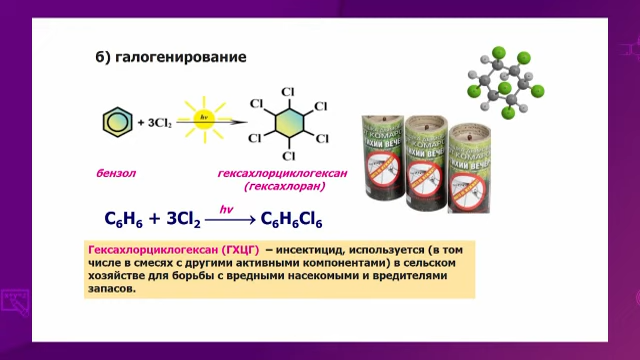 б) галогенирование
Cl
Cl
Cl
Cl
Cl
Cl
+ 3Cl₂
hv
бензол
гексахлорциклогексан
(гексахлоран)
hv
C₆H₆ + 3Cl₂ ⟶ C₆H₆Cl₆
Гексахлорциклогексан (ГХЦГ) – инсектицид, используется (в том
числе в смесях с другими активными компонентами) в сельском
хозяйстве для борьбы с вредными насекомыми и вредителями
запасов.